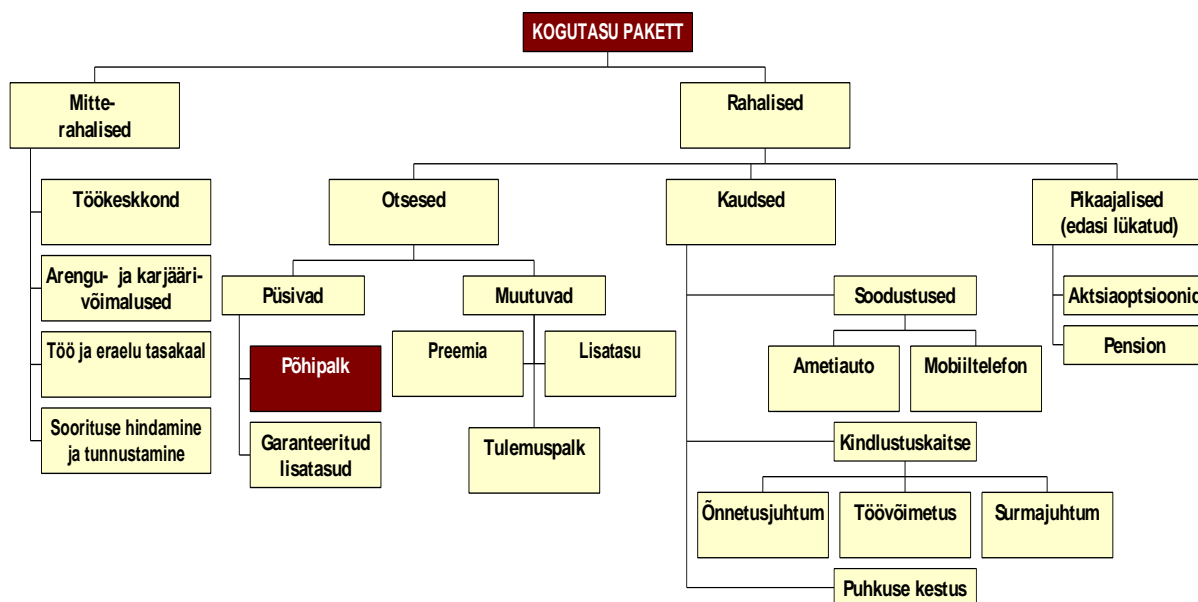 KOGUTASU PAKETT
Mitte-
rahalised
Rahalised
Töökeskkond
Arengu- ja karjääri-
võimalused
Töö ja eraelu tasakaal
Soorituse hindamine
ja tunnustamine
Otsesed
Kaudsed
Pikaajalised
(edasi lükatud)
Püsivad
Muutuvad
Põhipalk
Garanteeritud
lisatasud
Preemia
Lisatasu
Tulemuspalk
Soodustused
Ametiauto
Mobiiltelefon
Kindlustuskaitse
Õnnetusjuhtum
Töövõimetus
Surmajuhtum
Puhkuse kestus
Aktsiaoptsioonid
Pension